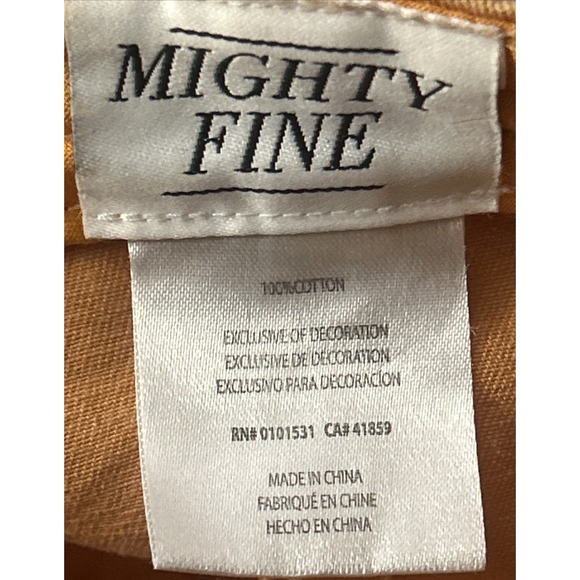 MIGHTY
FINE
100%COTTON
EXCLUSIVE OF DECORATION
EXCLUSIVE DE DECORATION
EXCLUSIVO PARA DECORACÍON
RN# 0101531 CA# 41859
MADE IN CHINA
FABRIQUÉ EN CHINE
HECHO EN CHINA